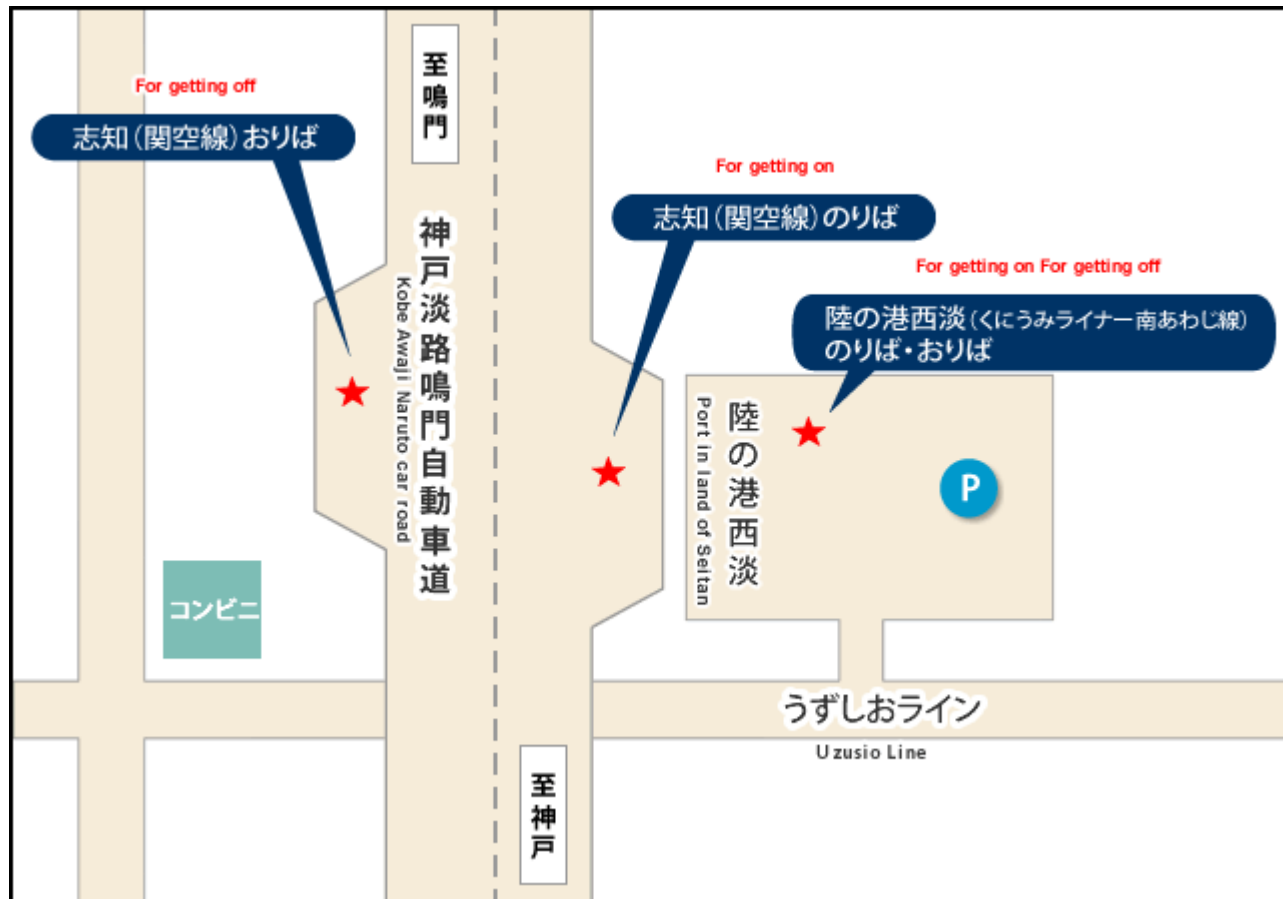 For getting off
志知(関空線)おりば
至鳴門
For getting on
志知(関空線)のりば
For getting on For getting off
陸の港西淡(くにうみライナー南あわじ線)
のりば・おりば
神戸淡路鳴門自動車道
Kobe Awaji Naruto car road
陸の港西淡
Port in land of Seitan
P
コンビニ
うずしおライン
Uzusio Line
至神戸